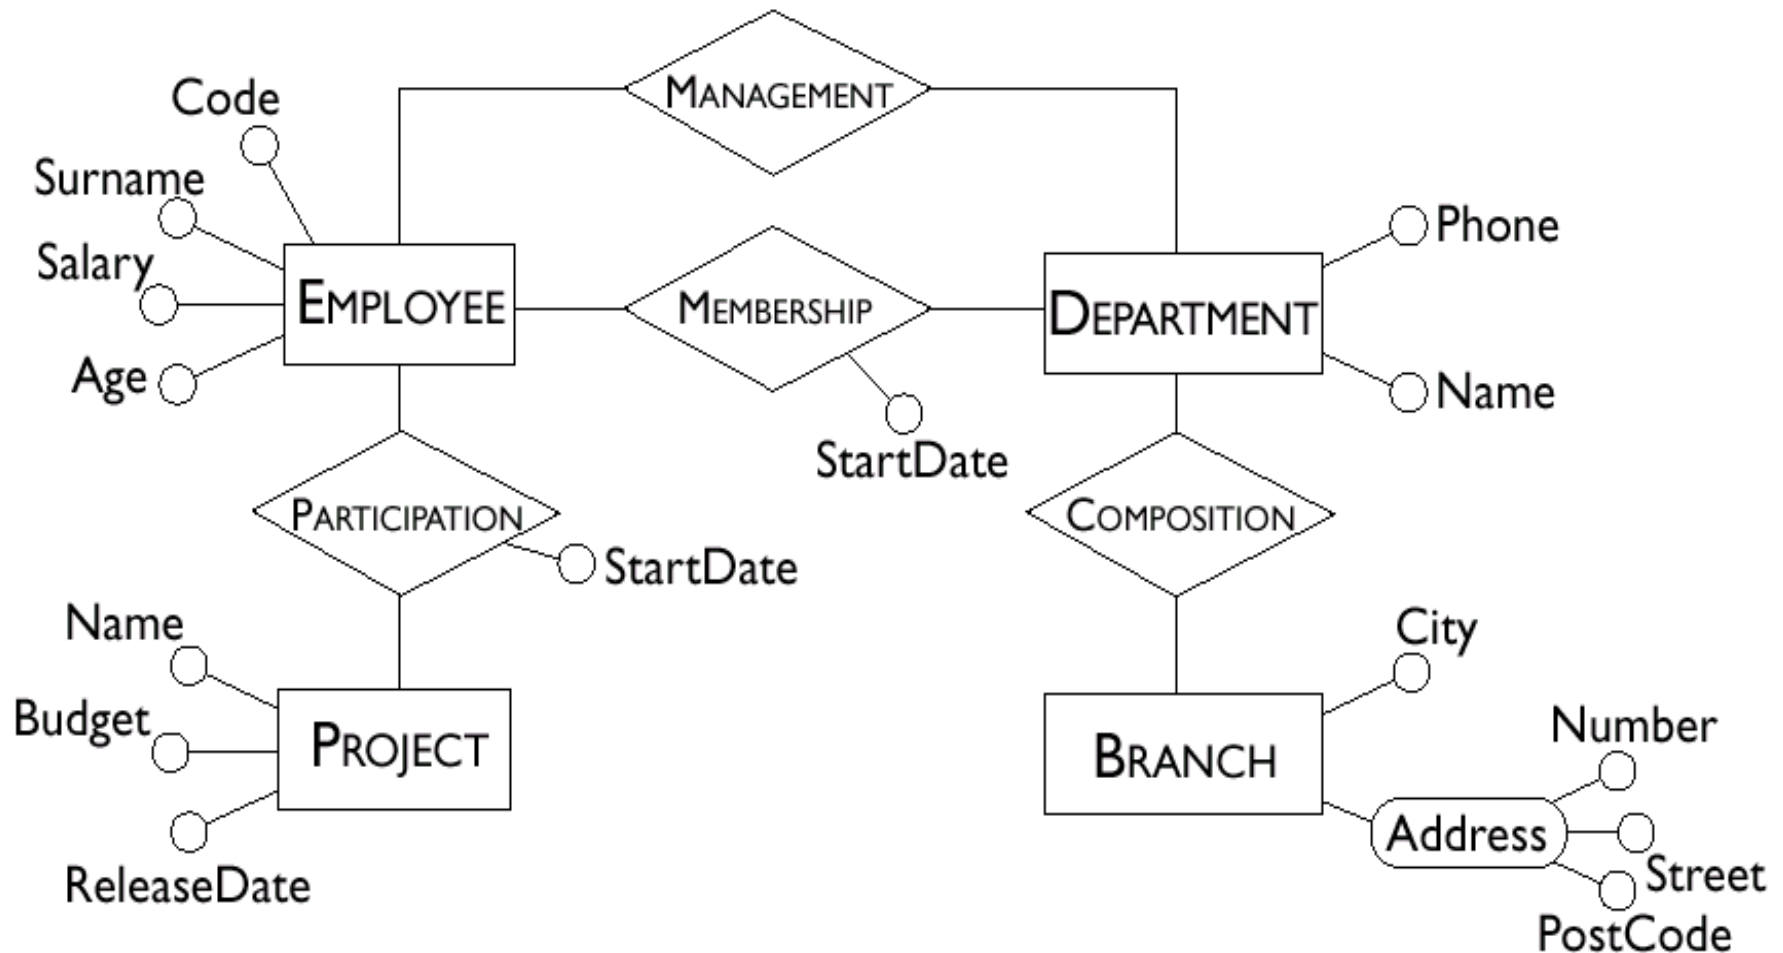 MANAGEMENT
Code
Surname
Salary
Age
EMPLOYEE
MEMBERSHIP
StartDate
DEPARTMENT
Phone
Name
PARTICIPATION
StartDate
COMPOSITION
Name
Budget
ReleaseDate
PROJECT
BRANCH
City
Address
Number
Street
PostCode